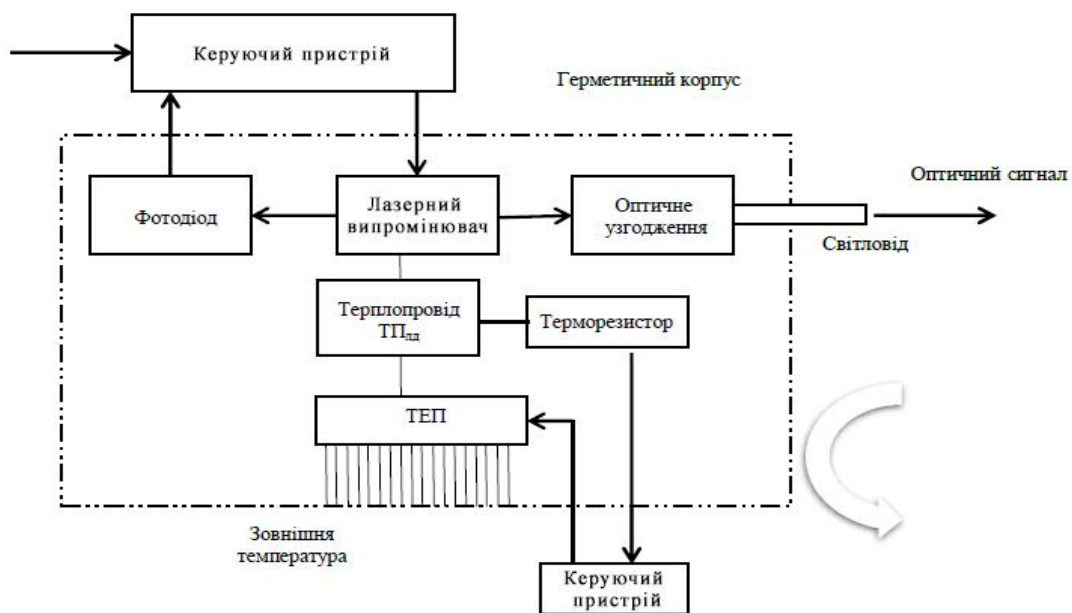 Керуючий пристрій
Герметичний корпус
Оптичний сигнал
Фотодіод
Лазерний
випромінювач
Оптичне
узгодження
Світловід
Терплопровід
ТПлд
Терморезистор
ТЕП
Зовнішня
температура
Керуючий
пристрій